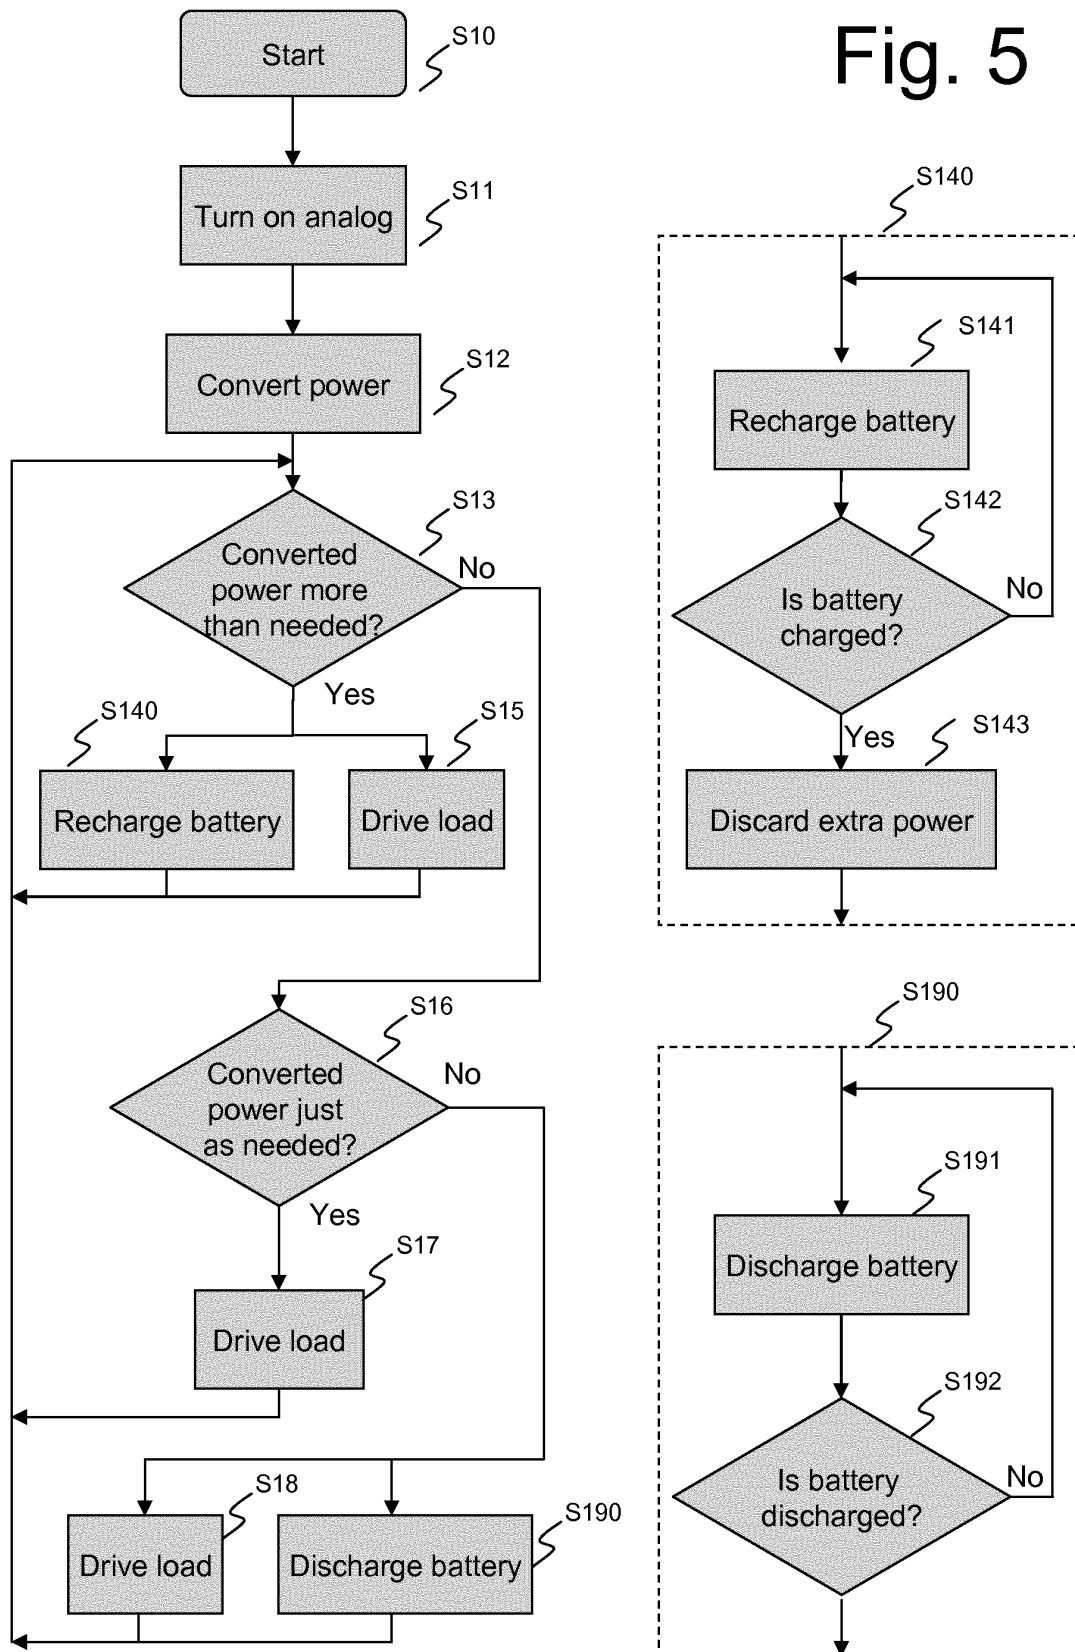 Fig. 5
Start
S10
Turn on analog
S11
Convert power
S12
Converted
power more
than needed?
S13
No
Yes
S140
Recharge battery
S15
Drive load
S16
Converted
power just
as needed?
No
Yes
S17
Drive load
S18
Drive load
S190
Discharge battery
S140
S141
Recharge battery
S142
Is battery
charged?
No
Yes
S143
Discard extra power
S190
S191
Discharge battery
S192
Is battery
discharged?
No